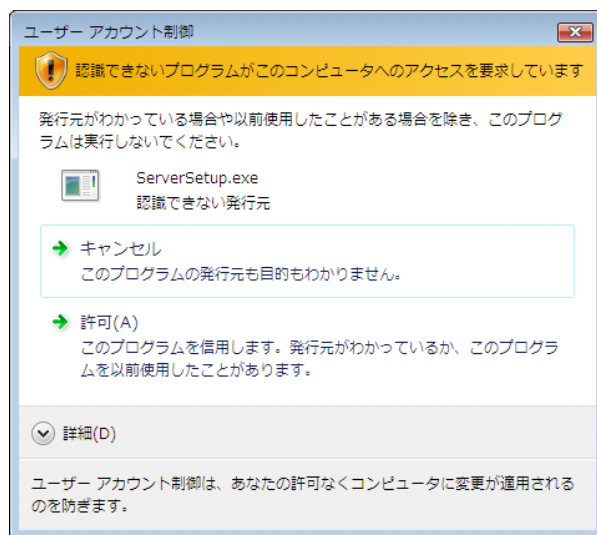 ユーザー アカウント制御
認識できないプログラムがこのコンピュータへのアクセスを要求しています
発行元がわかっている場合や以前使用したことがある場合を除き、このプログ
ラムは実行しないでください。
ServerSetup.exe
認識できない発行元
キャンセル
このプログラムの発行元も目的もわかりません。
許可(A)
このプログラムを信用します。発行元がわかっているか、このプログラ
ムを以前使用したことがあります。
詳細(D)
ユーザー アカウント制御は、あなたの許可なくコンピュータに変更が適用される
のを防ぎます。